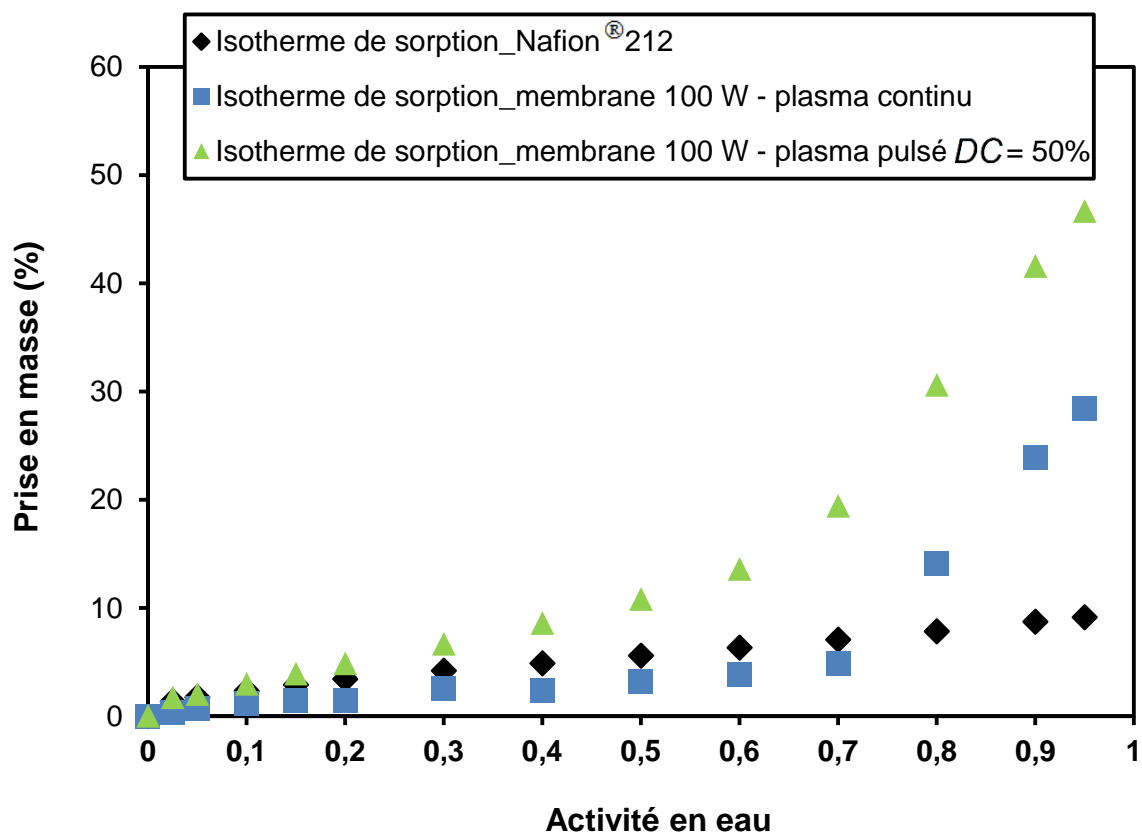 Isotherme de sorption_Nafion®212
Isotherme de sorption_membrane 100 W - plasma continu
Isotherme de sorption_membrane 100 W - plasma pulsé DC = 50%
Prise en masse (%)
60
50
40
30
20
10
0
0 0,1 0,2 0,3 0,4 0,5 0,6 0,7 0,8 0,9 1
Activité en eau